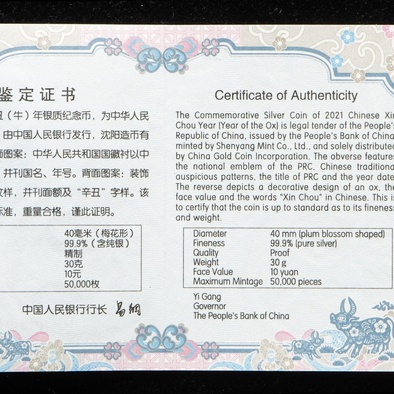 鉴定证书
丑（牛）年银质纪念币，为中华人民
由中国人民银行发行，沈阳造币有
面图案：中华人民共和国国徽衬以中
，并刊国名、年号。背面图案：装饰
纹样，并刊面额及“辛丑”字样。该
标准，重量合格，谨此证明。
40毫米（梅花形）
99.9%（含纯银）
精制
30克
10元
50,000枚
中国人民银行行长 易纲
Certificate of Authenticity
The Commemorative Silver Coin of 2021 Chinese Xin
Chou Year (Year of the Ox) is legal tender of the People's
Republic of China, issued by the People's Bank of China,
minted by Shenyang Mint Co., Ltd., and solely distributed
by China Gold Coin Incorporation. The obverse features
the national emblem of the PRC, Chinese traditional
auspicious patterns, the title of PRC and the year date.
The reverse depicts a decorative design of an ox, the
face value and the words "Xin Chou" in Chinese. This is
to certify that the coin is up to standard as to its fineness
and weight.
Diameter 40 mm (plum blossom shaped)
Fineness 99.9% (pure silver)
Quality Proof
Weight 30 g
Face Value 10 yuan
Maximum Mintage 50,000 pieces
Yi Gang
Governor
The People's Bank of China